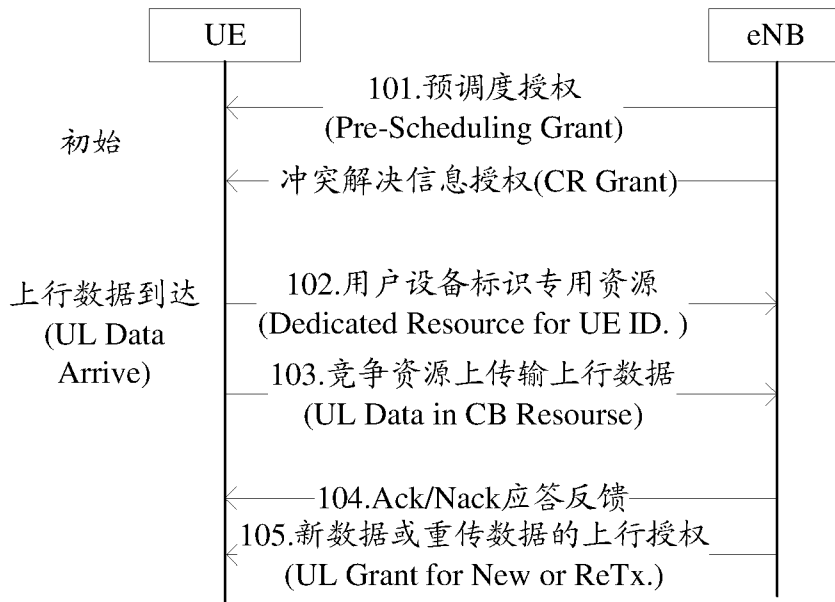 UE
eNB
101.预调度授权
(Pre-Scheduling Grant)
初始
冲突解决信息授权(CR Grant)
上行数据到达
(UL Data
Arrive)
102.用户设备标识专用资源
(Dedicated Resource for UE ID. )
103.竞争资源上传输上行数据
(UL Data in CB Resourse)
104.Ack/Nack应答反馈
105.新数据或重传数据的上行授权
(UL Grant for New or ReTx.)